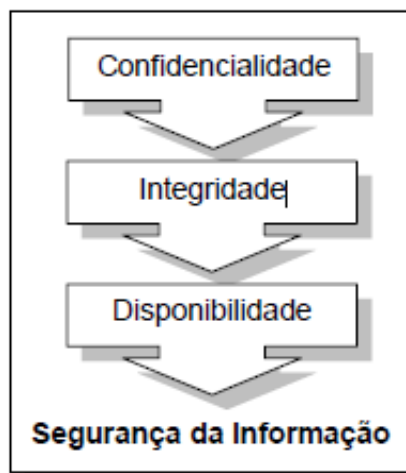 Confidencialidade
Integridade
Disponibilidade
Segurança da Informação